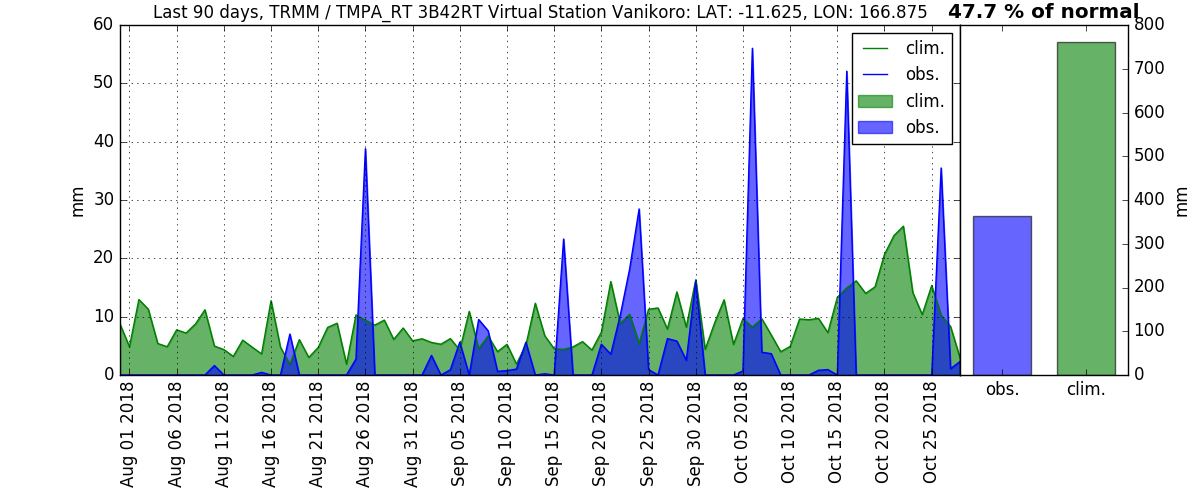 Last 90 days, TRMM / TMPA_RT 3B42RT Virtual Station Vanikoro: LAT: -11.625, LON: 166.875
47.7 % of normal
60
50
40
30
20
10
0
mm
clim.
obs.
clim.
obs.
800
700
600
500
400
300
200
100
0
mm
Aug 01 2018
Aug 06 2018
Aug 11 2018
Aug 16 2018
Aug 21 2018
Aug 26 2018
Aug 31 2018
Sep 05 2018
Sep 10 2018
Sep 15 2018
Sep 20 2018
Sep 25 2018
Sep 30 2018
Oct 05 2018
Oct 10 2018
Oct 15 2018
Oct 20 2018
Oct 25 2018
obs.
clim.